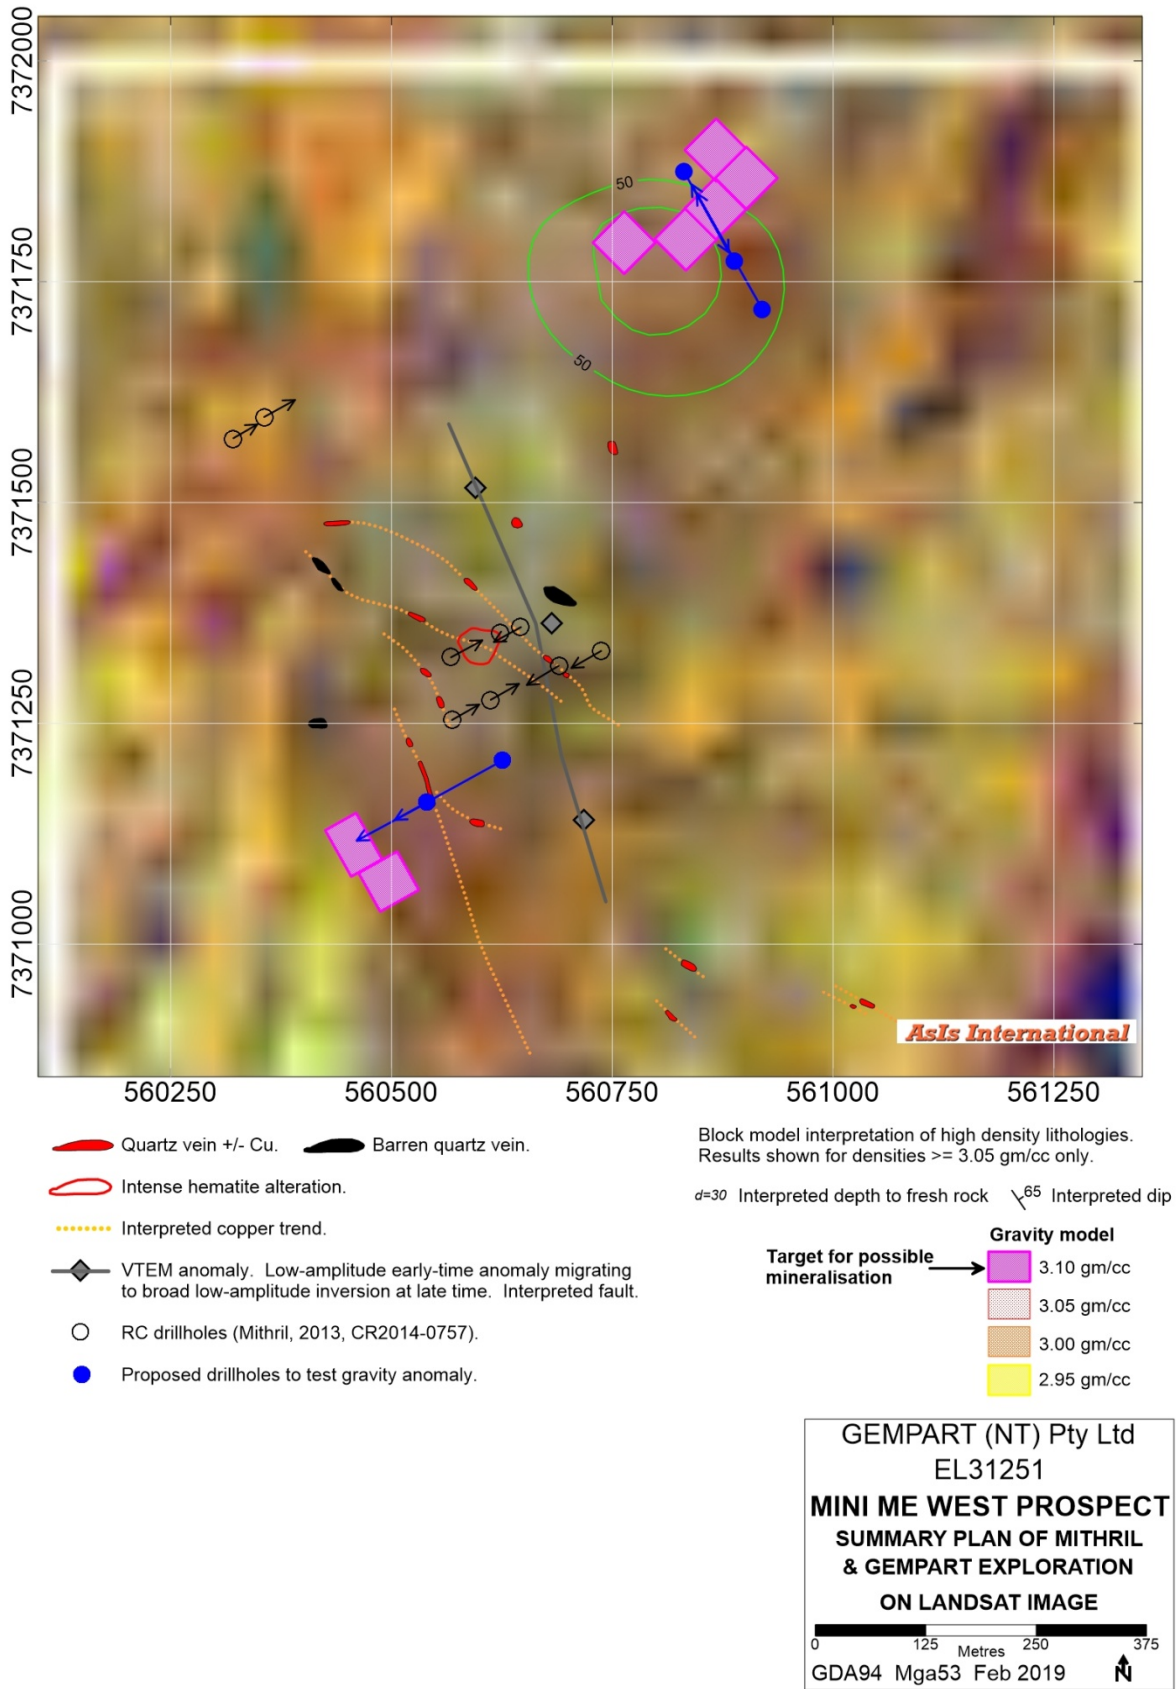 7372000
7371750
7371500
7371250
7371000
50
50
AsIs International
560250 560500 560750 561000 561250
Quartz vein +/- Cu.
Barren quartz vein.
Intense hematite alteration.
Interpreted copper trend.
VTEM anomaly. Low-amplitude early-time anomaly migrating
to broad low-amplitude inversion at late time. Interpreted fault.
RC drillholes (Mithril, 2013, CR2014-0757).
Proposed drillholes to test gravity anomaly.
Block model interpretation of high density lithologies.
Results shown for densities >= 3.05 gm/cc only.
d=30 Interpreted depth to fresh rock
65 Interpreted dip
Gravity model
Target for possible
mineralisation
3.10 gm/cc
3.05 gm/cc
3.00 gm/cc
2.95 gm/cc
GEMPART (NT) Pty Ltd
EL31251
MINI ME WEST PROSPECT
SUMMARY PLAN OF MITHRIL
& GEMPART EXPLORATION
ON LANDSAT IMAGE
0 125 250 375
Metres
GDA94 Mga53 Feb 2019
N